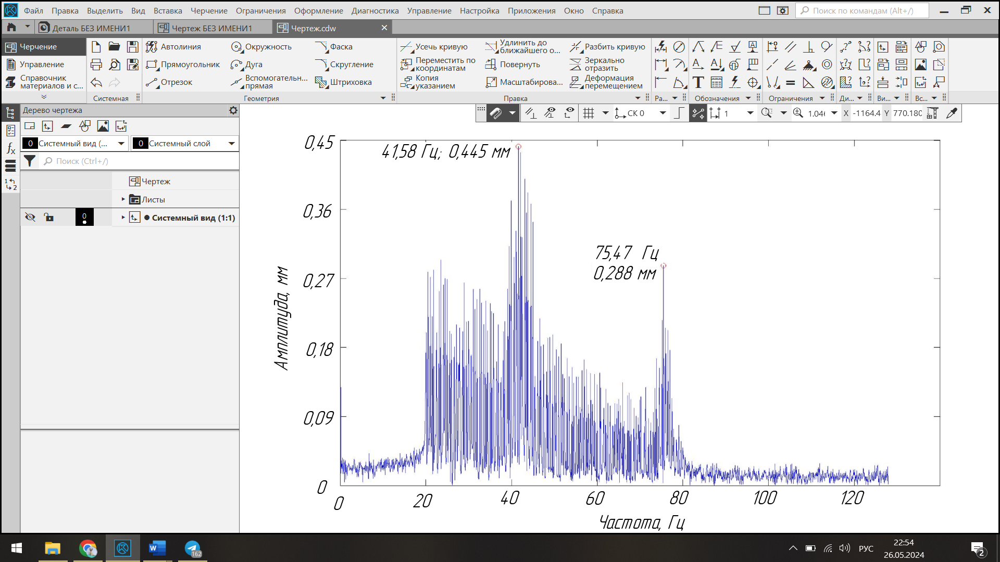 Файл Правка Выделить Вид Вставка Черчение Ограничения Оформление Диагностика Управление Настройка Приложения Окно Справка Поиск по командам (Alt+/)
Деталь БЕЗ ИМЕНИ1 Чертеж БЕЗ ИМЕНИ1 Чертеж.cdw
Черчение
Управление
Справочник
материалов и с...
Системная
Автолиния Окружность Фаска
Прямоугольник Дуга Скругление
Отрезок Вспомогательн...
прямая Штриховка
Геометрия
Усечь кривую Удлинить до
ближайшего о... Разбить кривую
Переместить по
координатам Повернуть Зеркально
отразить
Копия
указанием Масштабирова... Деформация
перемещением
Правка
Ра... Обозначения Ограничения Ди... Ви... Вс...
Дерево чертежа
СК 0 1 1.04 X -1164.4 Y 770.180
0 Системный вид (... 0 Системный слой
Поиск (Ctrl+/)
Чертеж
Листы
0 Системный вид (1:1)
41,58 Гц; 0,445 мм
75,47 Гц
0,288 мм
Амплитуда, мм
0,45
0,36
0,27
0,18
0,09
0
0 20 40 60 80 100 120
Частота, Гц
162
РУС
22:54
26.05.2024
2